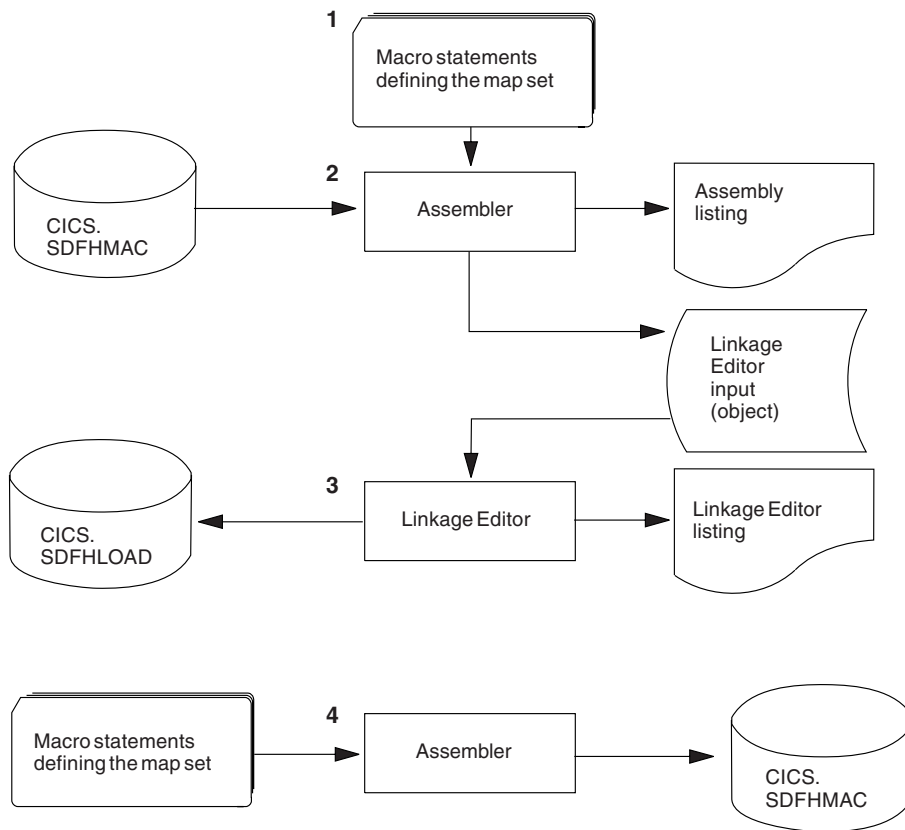 1
Macro statements
defining the map set
2
Assembler
Assembly
listing
CICS.
SDFHMAC
Linkage
Editor
input
(object)
3
Linkage Editor
Linkage Editor
listing
CICS.
SDFHLOAD
4
Macro statements
defining the map set
Assembler
CICS.
SDFHMAC